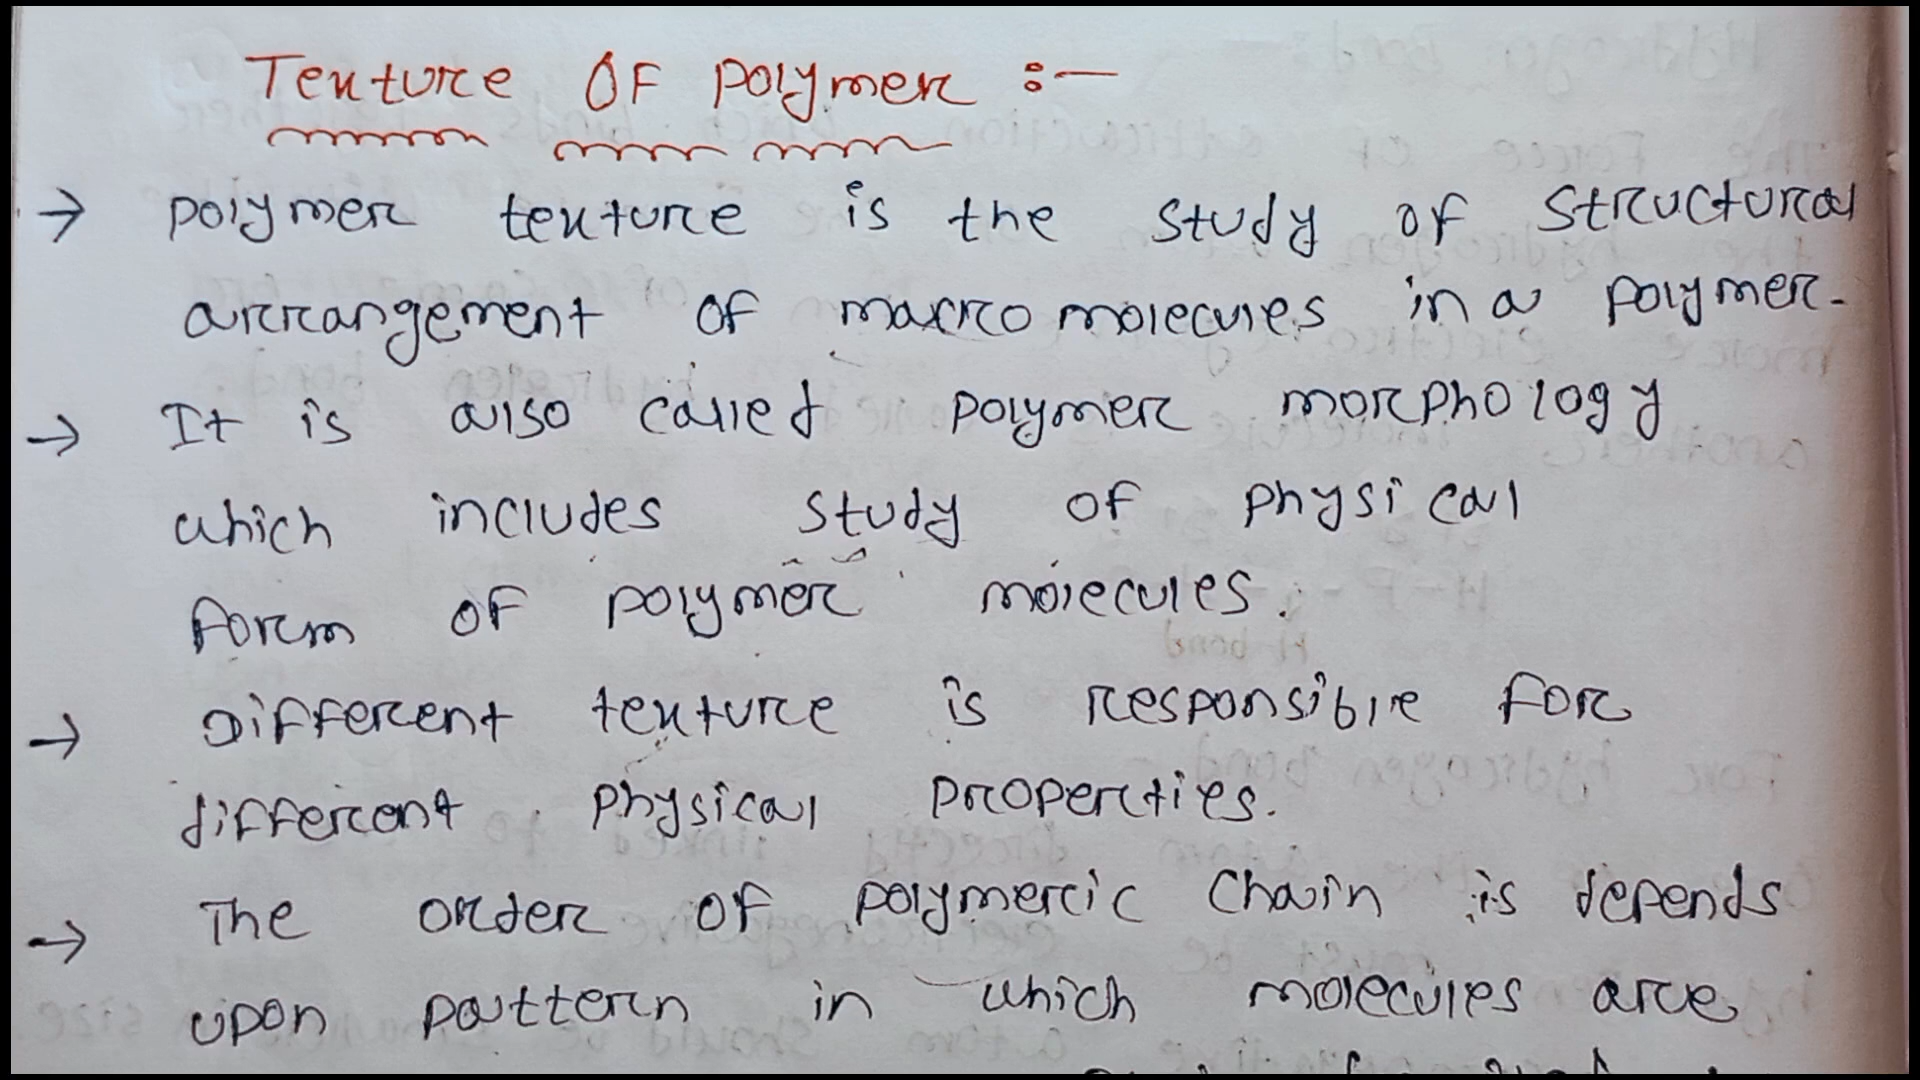 Texture Of Polymer :-
→ polymer texture is the study of structural
arrangement of macro molecules in a polymer.
→ It is also called polymer morphology
which includes study of physical
form of polymer molecules.
→ Different texture is responsible for
different physical properties.
→ The order of polymeric chain is depends
upon pattern in which molecules are